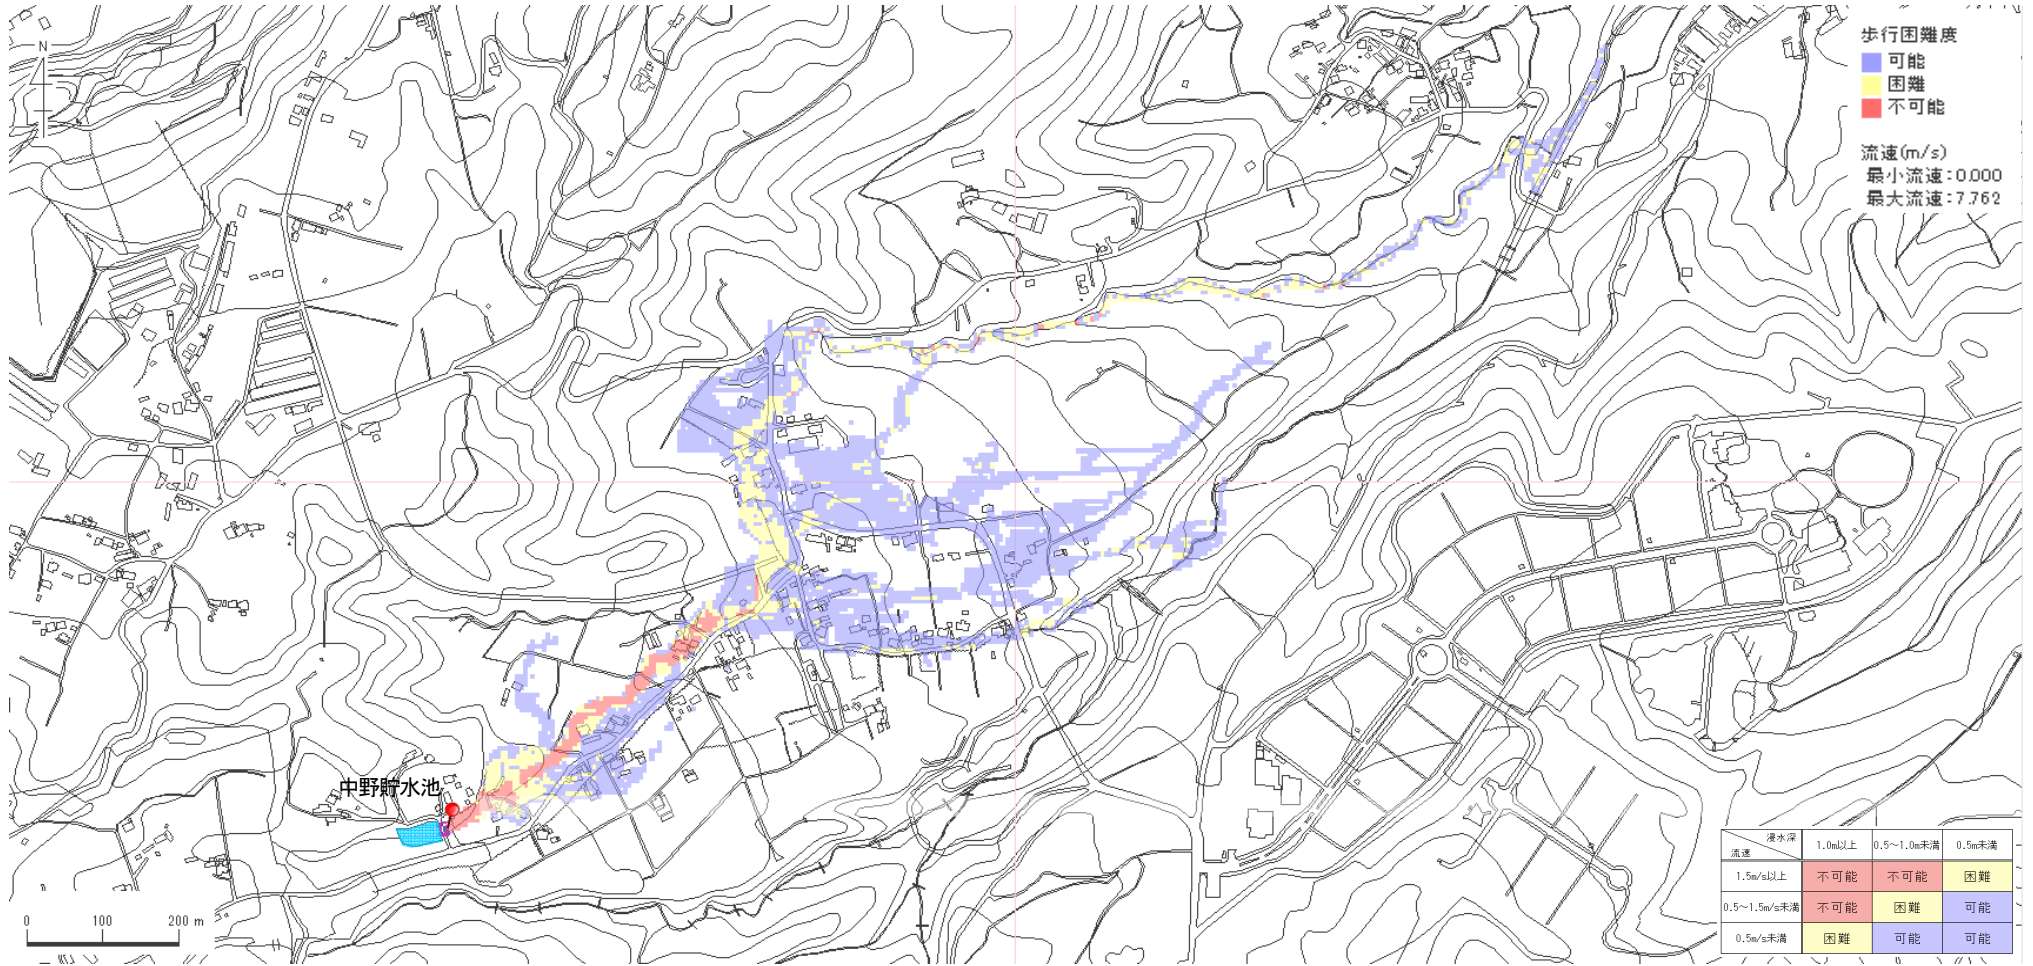 N
歩行困難度
可能
困難
不可能
流速(m/s)
最小流速:0.000
最大流速:7.762
中野貯水池
0 100 200 m
浸水深
流速
1.0m以上 0.5～1.0m未満 0.5m未満
1.5m/s以上 不可能 不可能 困難
0.5～1.5m/s未満 不可能 困難 可能
0.5m/s未満 困難 可能 可能